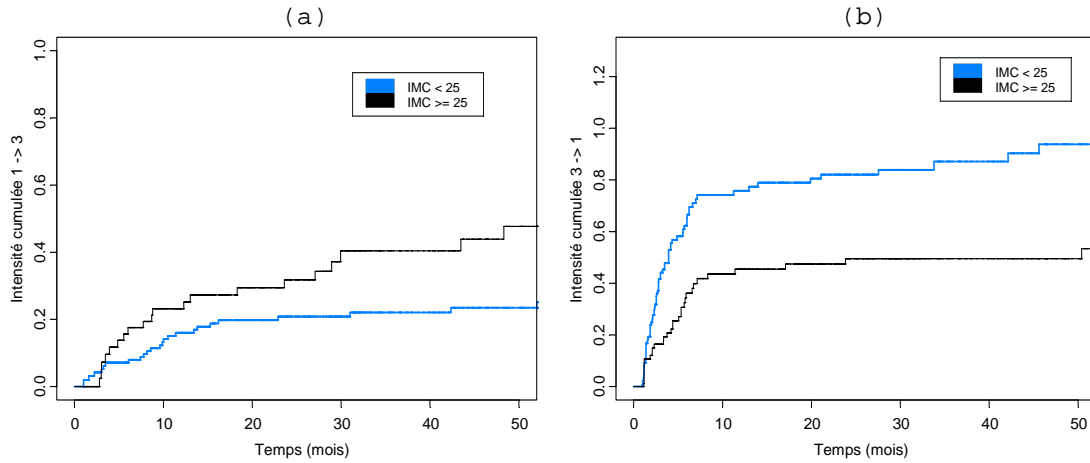 (a)
Intensité cumulée 1 -> 3
1.0
0.8
0.6
0.4
0.2
0.0
IMC < 25
IMC >= 25
0 10 20 30 40 50
Temps (mois)
(b)
Intensité cumulée 3 -> 1
1.2
1.0
0.8
0.6
0.4
0.2
0.0
IMC < 25
IMC >= 25
0 10 20 30 40 50
Temps (mois)